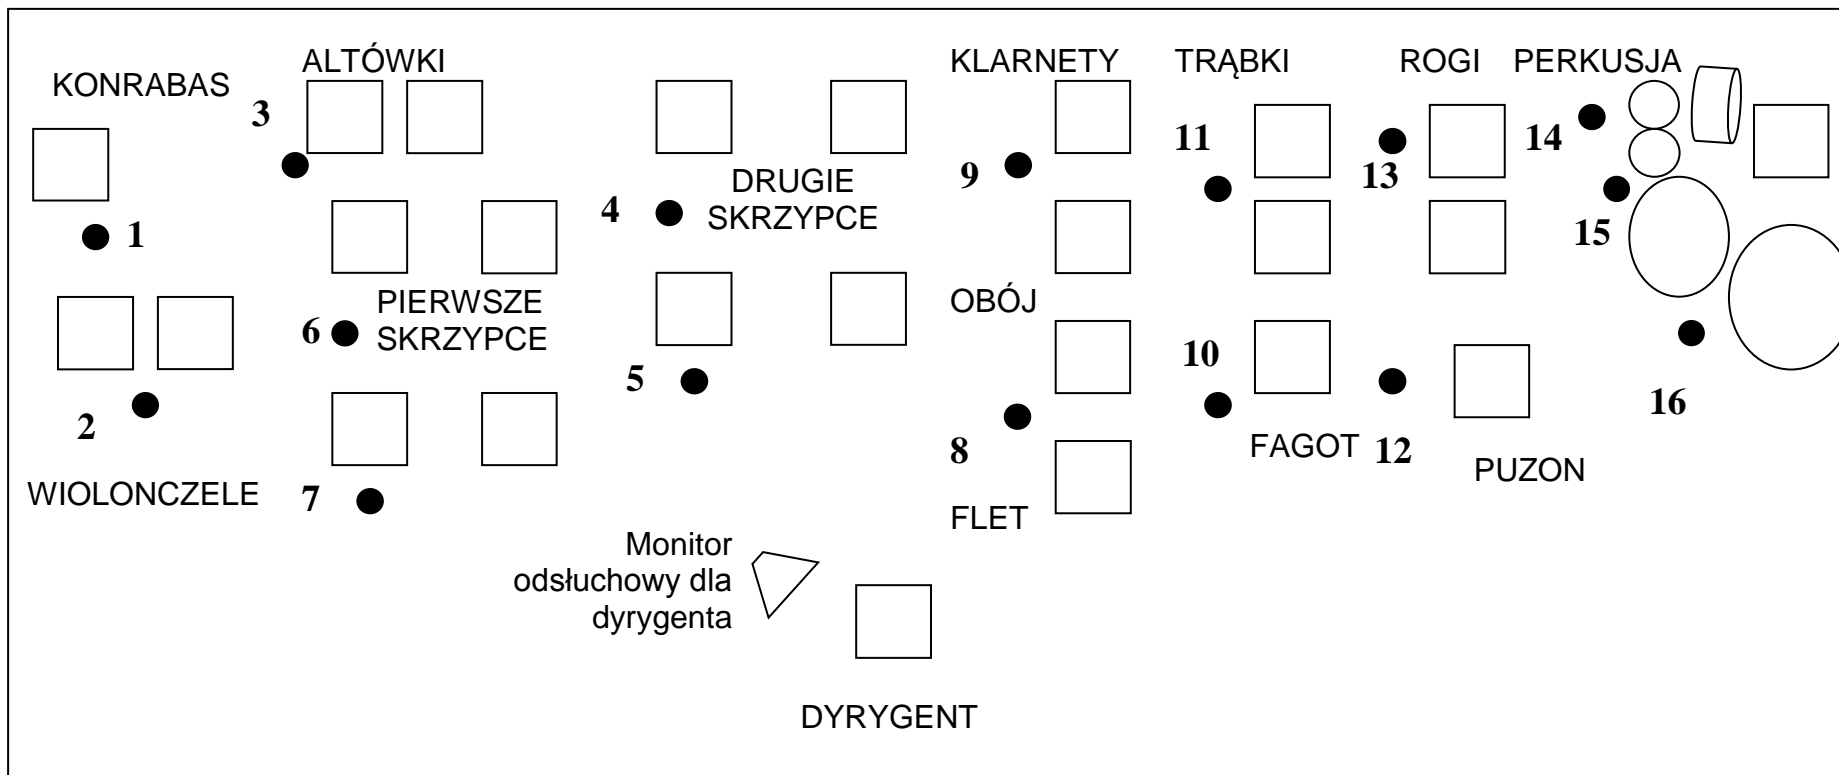 ALTÓWKI
KLARNETY
TRĄBKI
ROGI
PERKUSJA
KONRABAS
3
11
14
9
13
DRUGIE
SKRZYPCE
4
1
15
PIERWSZE
SKRZYPCE
OBÓJ
6
10
5
16
2
8
FAGOT
12
PUZON
WIOLONCZELE
7
FLET
Monitor
odsłuchowy dla
dyrygenta
DYRYGENT